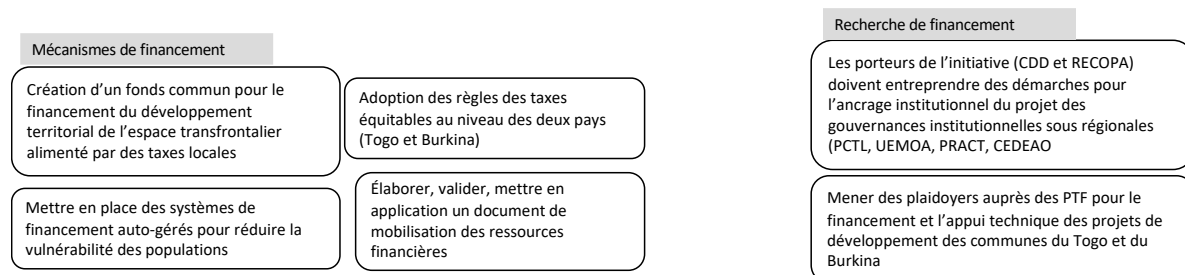 Mécanismes de financement
Création d’un fonds commun pour le
financement du développement
territorial de l’espace transfrontalier
alimenté par des taxes locales
Adoption des règles des taxes
équitables au niveau des deux pays
(Togo et Burkina)
Mettre en place des systèmes de
financement auto-gérés pour réduire la
vulnérabilité des populations
Élaborer, valider, mettre en
application un document de
mobilisation des ressources
financières
Recherche de financement
Les porteurs de l’initiative (CDD et RECOPA)
doivent entreprendre des démarches pour
l’ancrage institutionnel du projet des
gouvernances institutionnelles sous régionales
(PCTL, UEMOA, PRACT, CEDEAO
Mener des plaidoyers auprès des PTF pour le
financement et l’appui technique des projets de
développement des communes du Togo et du
Burkina